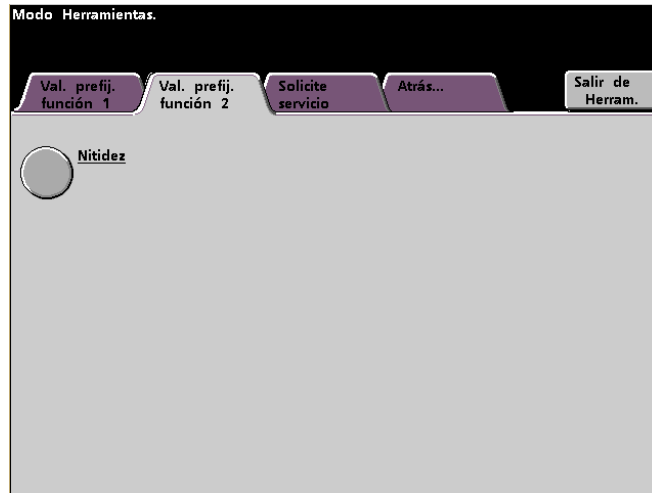 Modo Herramientas.
Val. prefij.
función 1
Val. prefij.
función 2
Solicite
servicio
Atrás...
Salir de
Herram.
Nitidez